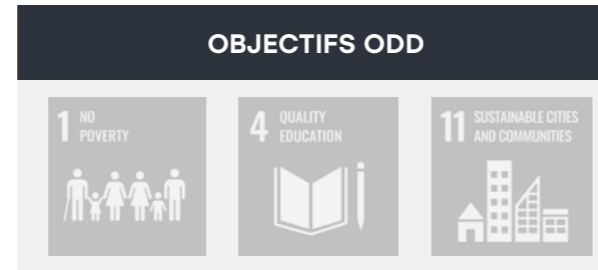 OBJECTIFS ODD
1 NO
POVERTY
4 QUALITY
EDUCATION
11 SUSTAINABLE CITIES
AND COMMUNITIES